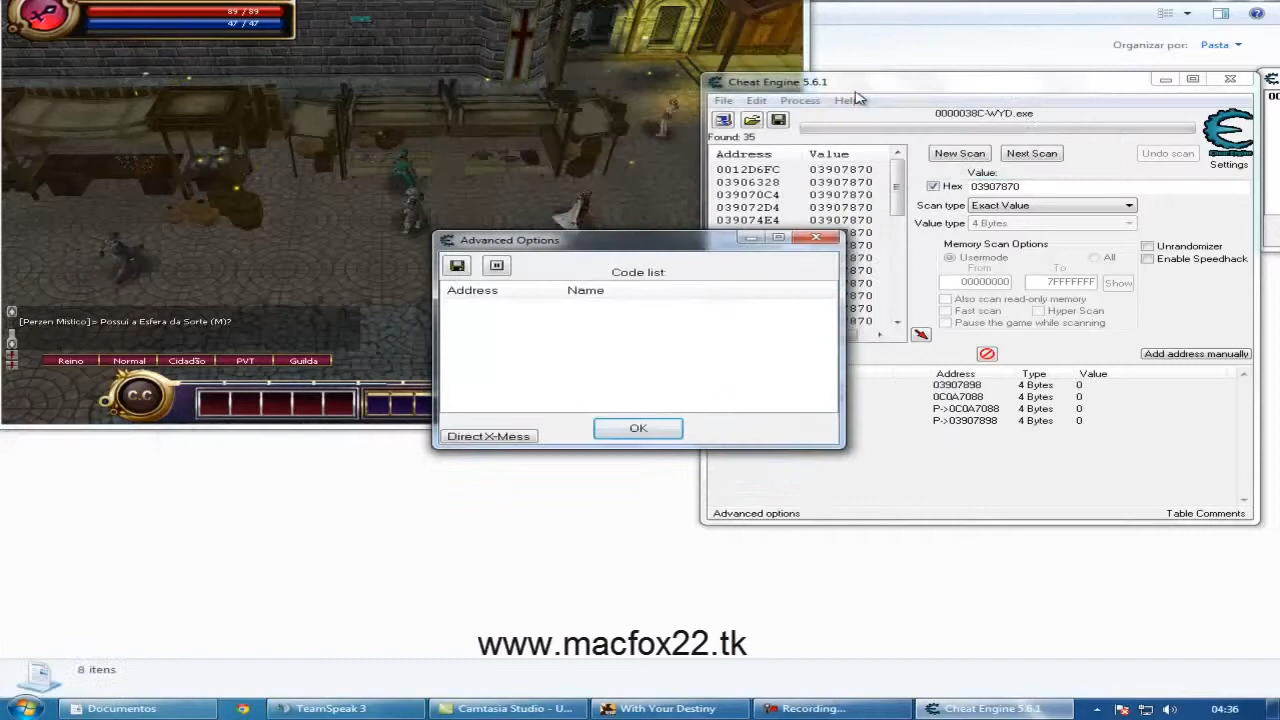 89 / 89
47 / 47
[Perzen Mistico]> Possui a Esfera da Sorte (M)?
Reino Normal Cidadão PVT Guilda
C.C
Organizar por: Pasta
Cheat Engine 5.6.1
File Edit Process Help
0000038C-WYD.exe
Found: 35
Address Value
0012D6FC 03907870
03906328 03907870
039070C4 03907870
039072D4 03907870
039074E4 03907870
New Scan Next Scan Undo scan
Settings
Value:
Hex 03907870
Scan type Exact Value
Value type 4 Bytes
Memory Scan Options
Usermode All
From To
00000000 7FFFFFFF Show
Also scan read-only memory
Fast scan Hyper Scan
Pause the game while scanning
Unrandomizer
Enable Speedhack
Add address manually
Address Type Value
03907898 4 Bytes 0
0C0A7088 4 Bytes 0
P->0C0A7088 4 Bytes 0
P->03907898 4 Bytes 0
Advanced options Table Comments
Advanced Options
Code list
Address Name
OK
DirectX-Mess
www.macfox22.tk
8 itens
Documentos
TeamSpeak 3
Camtasia Studio - U...
With Your Destiny
Recording...
Cheat Engine 5.6.1
04:36